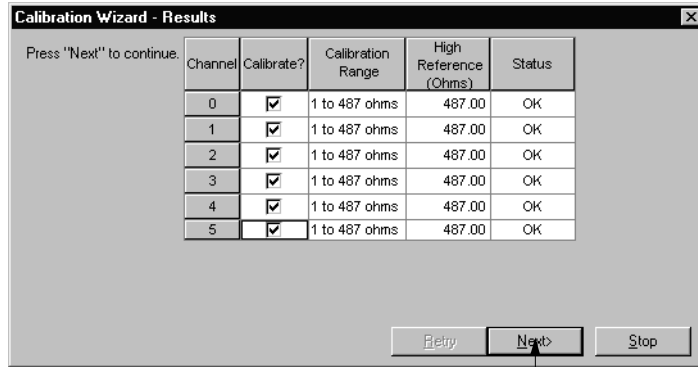 Calibration Wizard - Results
Press "Next" to continue.
Channel Calibrate? Calibration Range High Reference (Ohms) Status
0 1 to 487 ohms 487.00 OK
1 1 to 487 ohms 487.00 OK
2 1 to 487 ohms 487.00 OK
3 1 to 487 ohms 487.00 OK
4 1 to 487 ohms 487.00 OK
5 1 to 487 ohms 487.00 OK
Retry Next> Stop